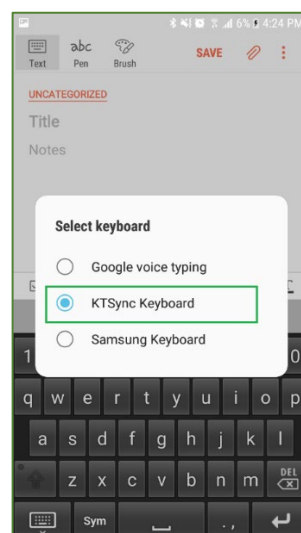 6% 4:24 PM
Text
abc
Pen
Brush
SAVE
UNCATEGORIZED
Title
Notes
Select keyboard
Google voice typing
KTSync Keyboard
Samsung Keyboard
1 0
q w e r t y u i o p
a s d f g h j k l
z x c v b n m DEL
Sym . ,